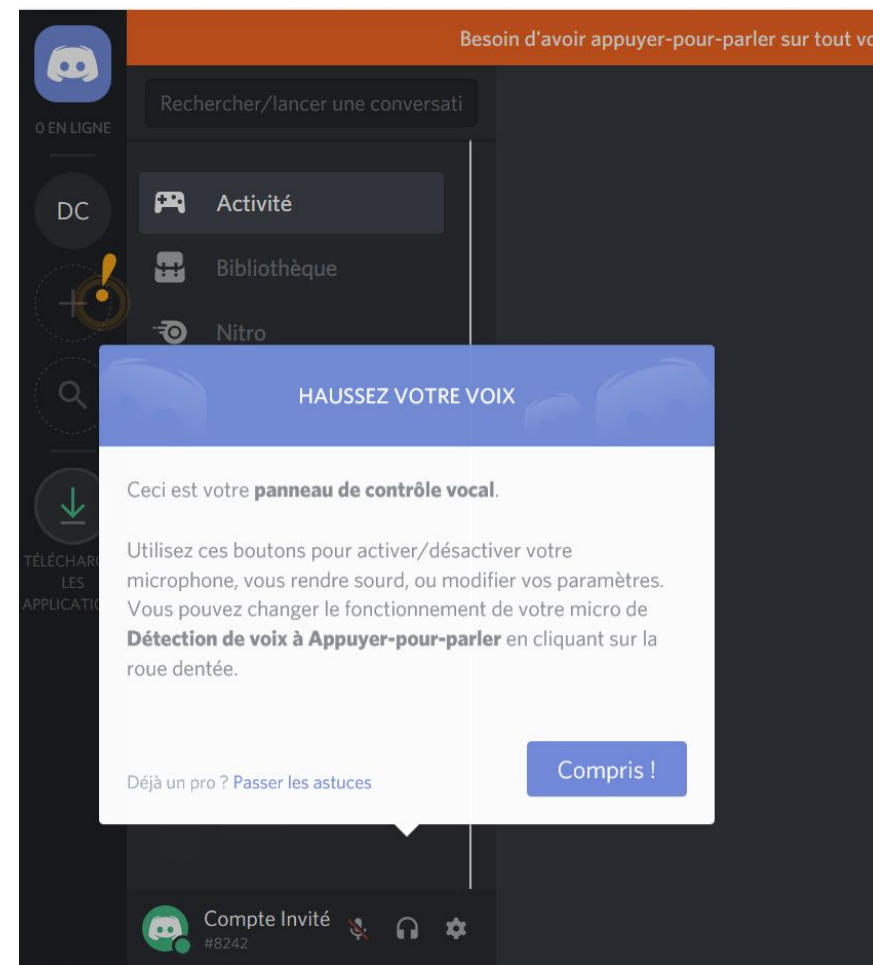 Besoin d'avoir appuyer-pour-parler sur tout
Rechercher/lancer une conversati
0 EN LIGNE
DC
Activité
Bibliothèque
Nitro
HAUSSEZ VOTRE VOIX
Ceci est votre panneau de contrôle vocal.
Utilisez ces boutons pour activer/désactiver votre
microphone, vous rendre sourd, ou modifier vos paramètres.
Vous pouvez changer le fonctionnement de votre micro de
Détection de voix à Appuyer-pour-parler en cliquant sur la
roue dentée.
Déjà un pro ? Passer les astuces
Compris !
TÉLÉCHAR
LES
APPLICATI
Compte Invité
#8242